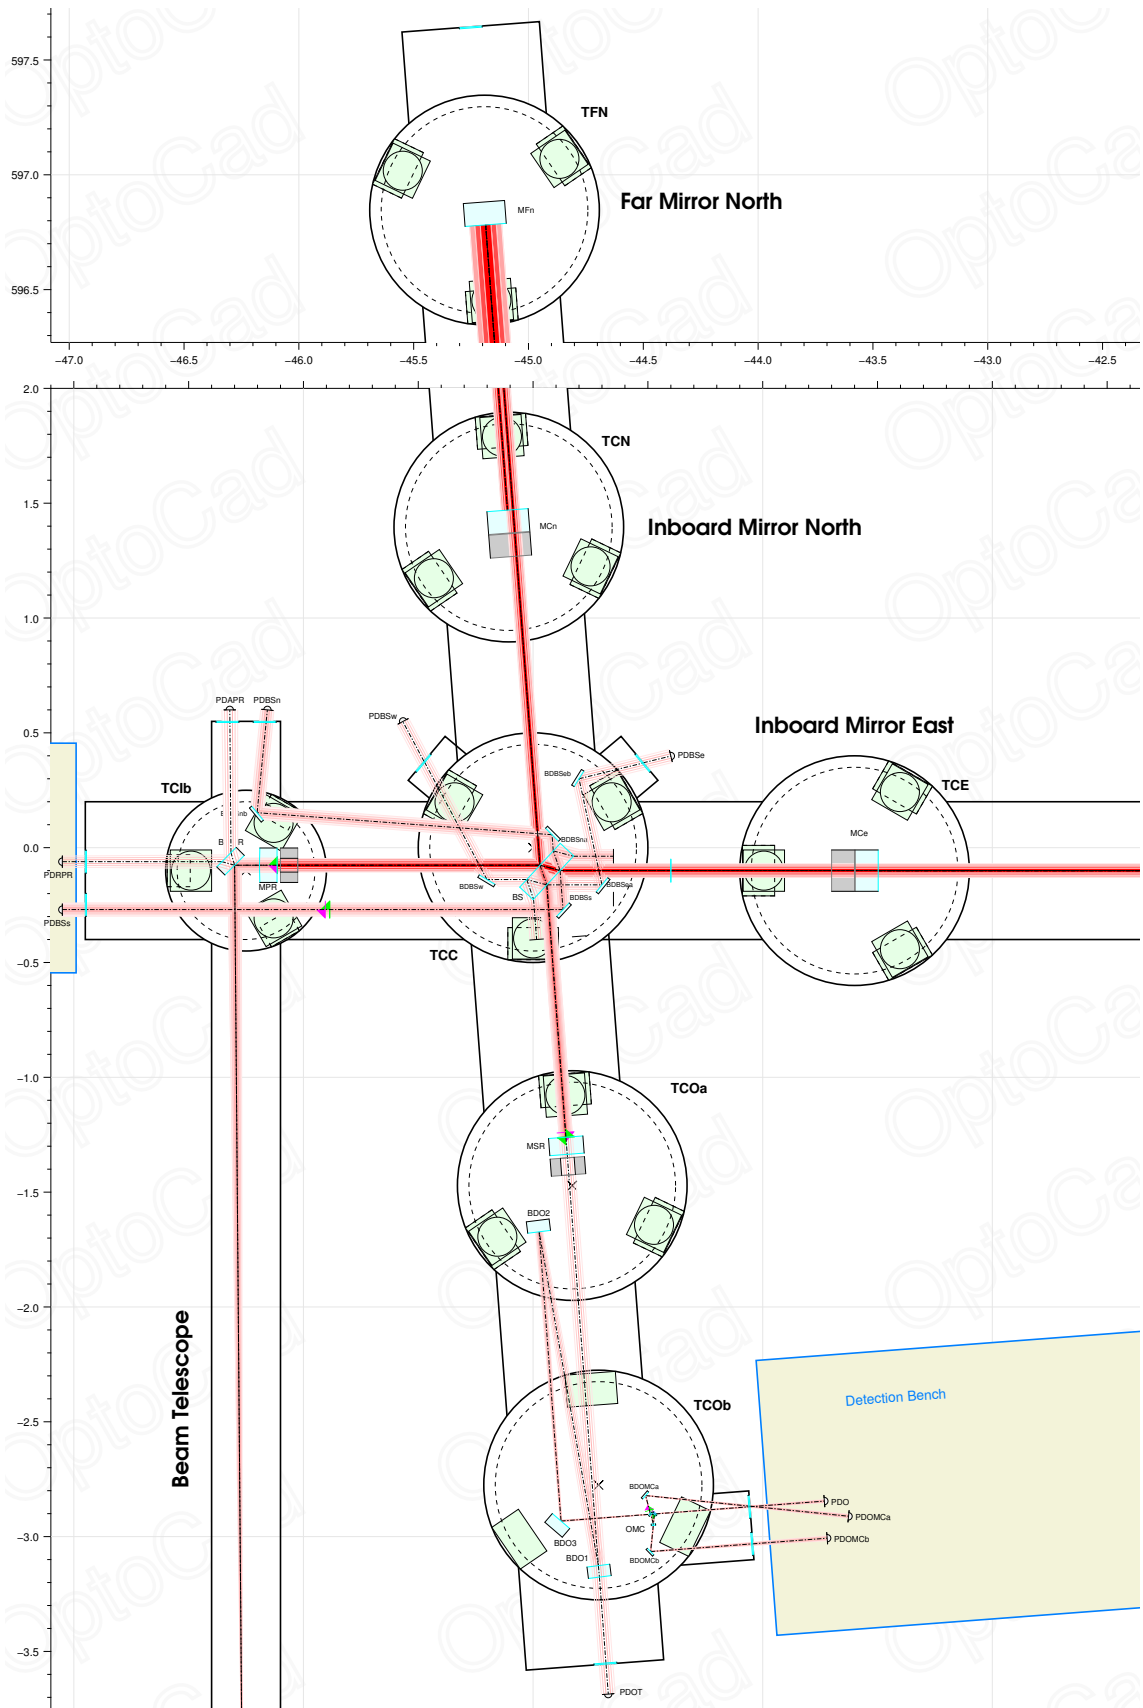 OptoCad
597.5
TFN
597.0
Far Mirror North
MFn
596.5
−47.0 −46.5 −46.0 −45.5 −45.0 −44.5 −44.0 −43.5 −43.0 −42.5
2.0
TCN
1.5
MCn
Inboard Mirror North
1.0
PDAPR PDBSn
PDBSw
0.5
Inboard Mirror East
PDBSe
BDBSeb
TCIb
TCE
BDBSna
MCe
0.0
PDRPR
MPR
BDBSw
BDBSea
BS
BDBSs
PDBSs
TCC
−0.5
−1.0
TCOa
MSR
−1.5
BDO2
−2.0
Beam Telescope
Detection Bench
TCOb
−2.5
BDOMCa
PDO
PDOMCa
OMC
−3.0
BDO3
PDOMCb
BDO1
BDOMCb
−3.5
PDOT